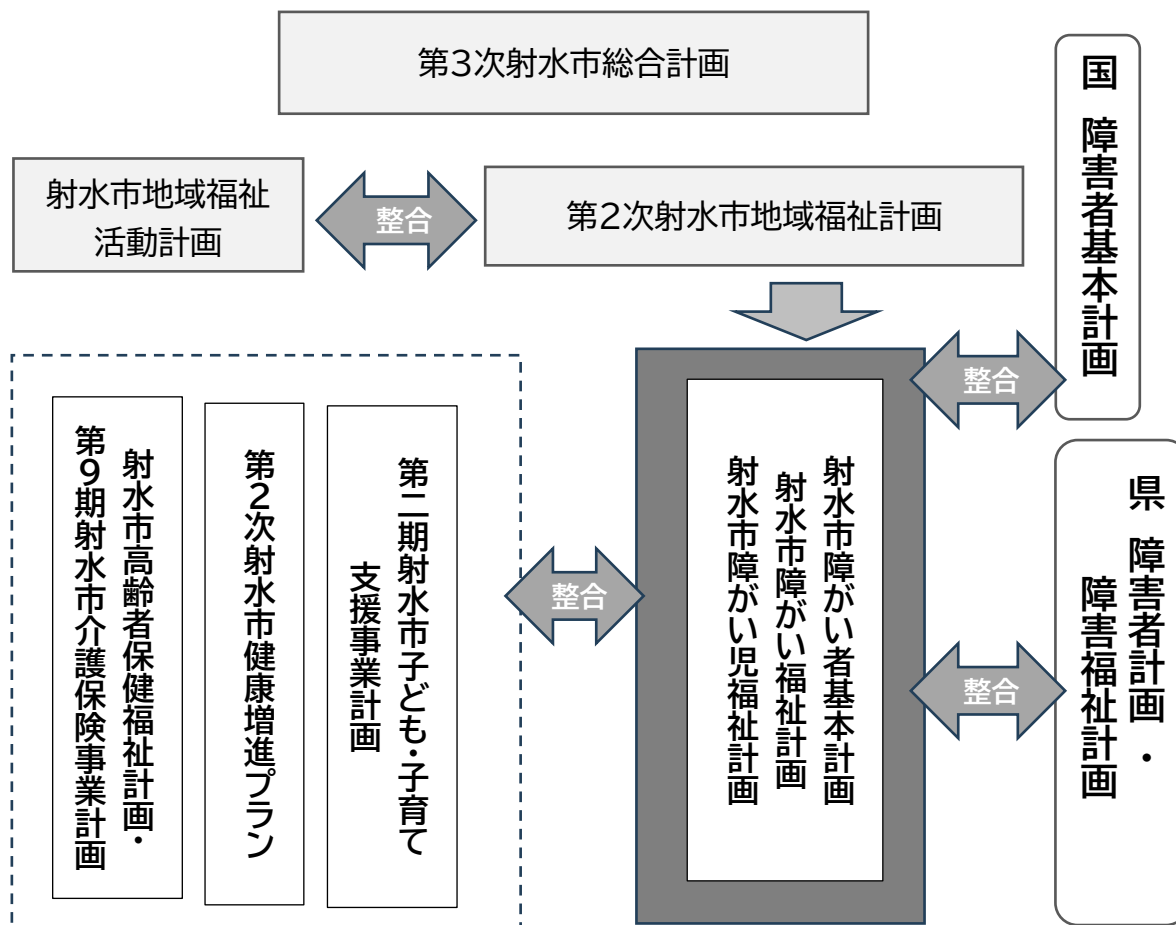 第3次射水市総合計画
射水市地域福祉
活動計画
整合
第2次射水市地域福祉計画
国 障害者基本計画
整合
射水市高齢者保健福祉計画・
第9期射水市介護保険事業計画
第2次射水市健康増進プラン
第二期射水市子ども・子育て
支援事業計画
整合
射水市障がい者基本計画
射水市障がい福祉計画
射水市障がい児福祉計画
整合
県 障害者計画・
障害福祉計画